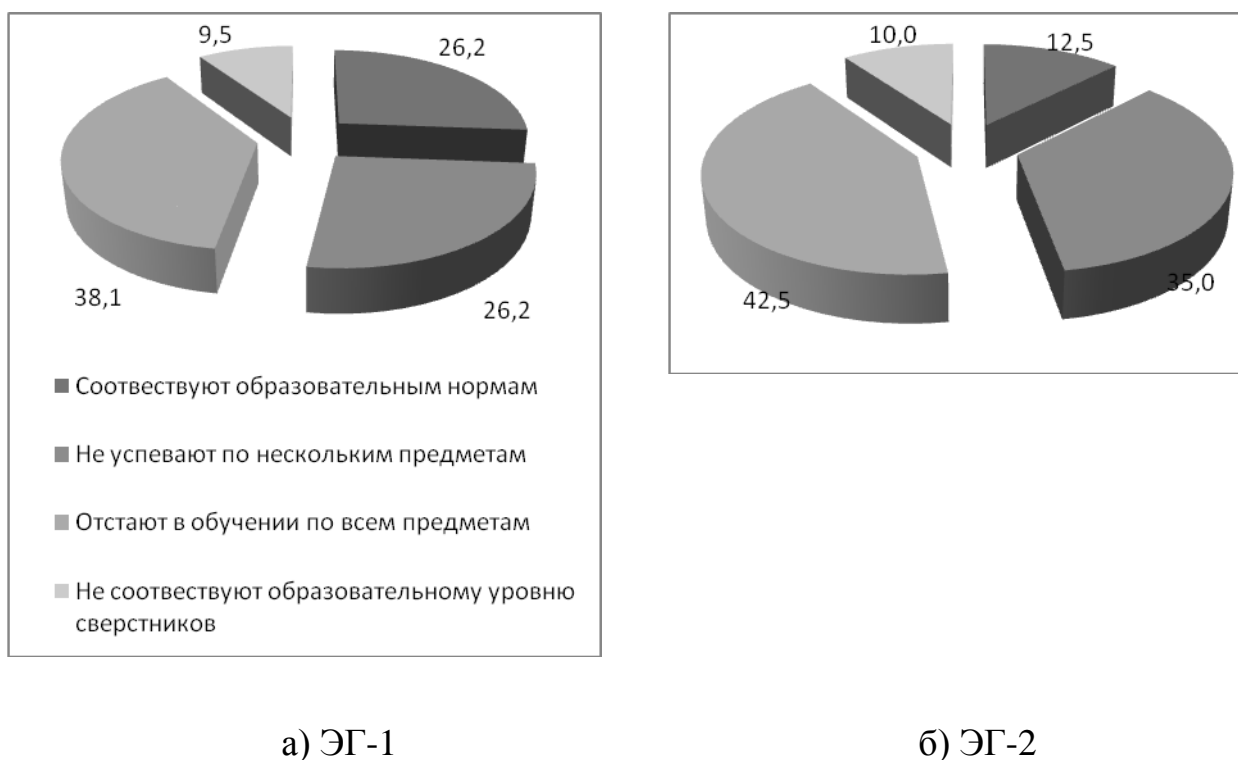 9,5
26,2
38,1
26,2
Соотвествуют образовательным нормам
Не успевают по нескольким предметам
Отстают в обучении по всем предметам
Не соотвествуют образовательному уровню
сверстников
а) ЭГ-1
10,0
12,5
42,5
35,0
б) ЭГ-2